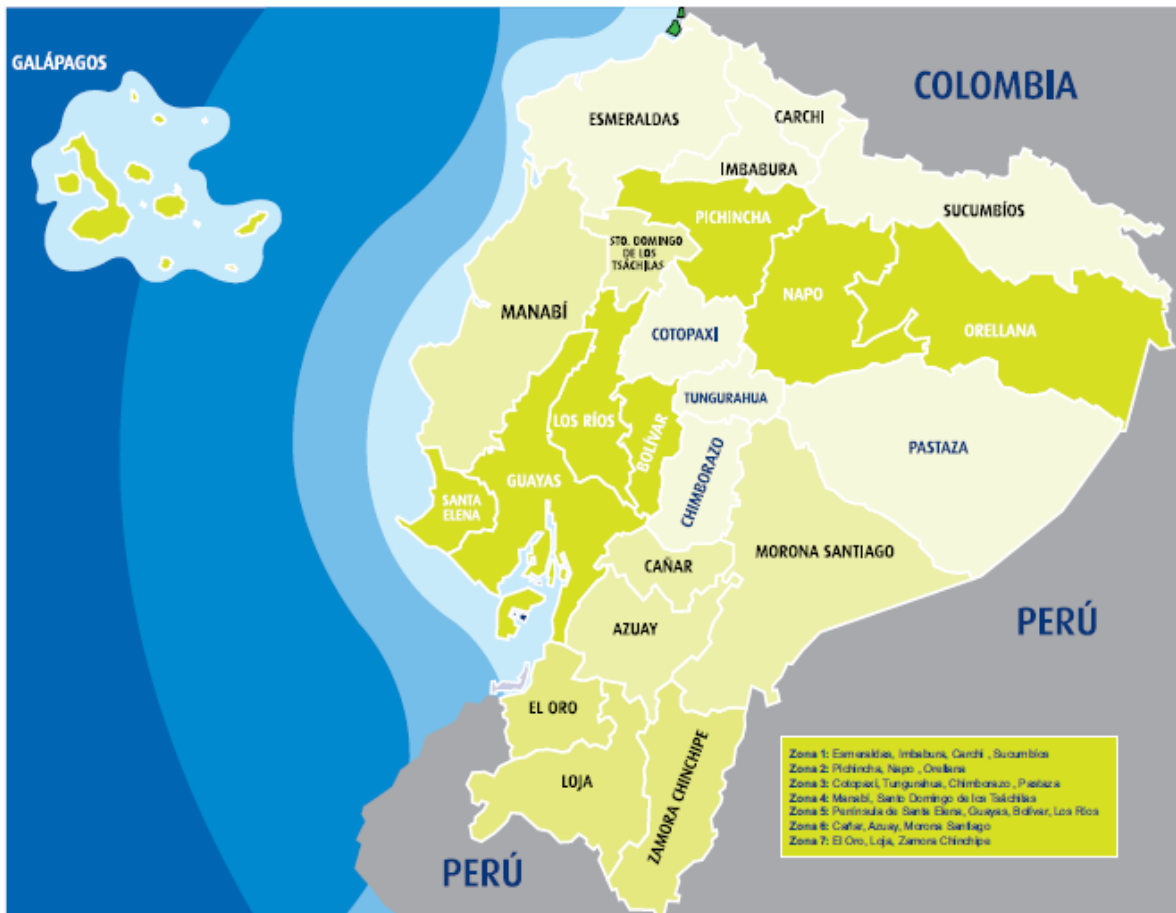 GALÁPAGOS
COLOMBIA
ESMERALDAS
CARCHI
IMBABURA
SUCUMBÍOS
PICHINCHA
STO. DOMINGO
DE LOS
TSÁCHILAS
NAPO
MANABÍ
COTOPAXI
ORELLANA
TUNGURAHUA
LOS RÍOS
BOLÍVAR
PASTAZA
CHIMBORAZO
GUAYAS
SANTA
ELENA
MORONA SANTIAGO
CAÑAR
AZUAY
PERÚ
EL ORO
LOJA
ZAMORA CHINCHIPE
PERÚ
Zona 1: Esmeraldas, Imbabura, Carchi , Sucumbíos
Zona 2: Pichincha, Napo , Orellana
Zona 3: Cotopaxi, Tungurahua, Chimborazo , Pastaza
Zona 4: Manabí, Santo Domingo de los Tsáchilas
Zona 5: Península de Santa Elena, Guayas, Bolívar, Los Ríos
Zona 6: Cañar, Azuay, Morona Santiago
Zona 7: El Oro, Loja, Zamora Chinchipe